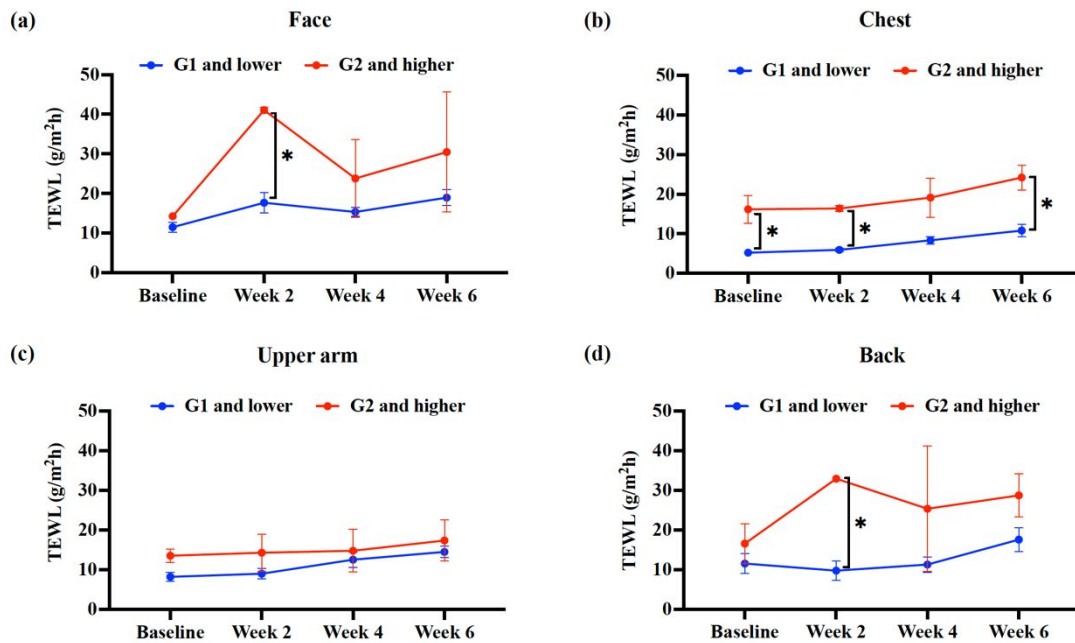 (a) Face
G1 and lower G2 and higher
TEWL (g/m²h)
50
40
30
20
10
0
*
Baseline Week 2 Week 4 Week 6
(b) Chest
G1 and lower G2 and higher
TEWL (g/m²h)
50
40
30
20
10
0
* * *
Baseline Week 2 Week 4 Week 6
(c) Upper arm
G1 and lower G2 and higher
TEWL (g/m²h)
50
40
30
20
10
0
Baseline Week 2 Week 4 Week 6
(d) Back
G1 and lower G2 and higher
TEWL (g/m²h)
50
40
30
20
10
0
*
Baseline Week 2 Week 4 Week 6